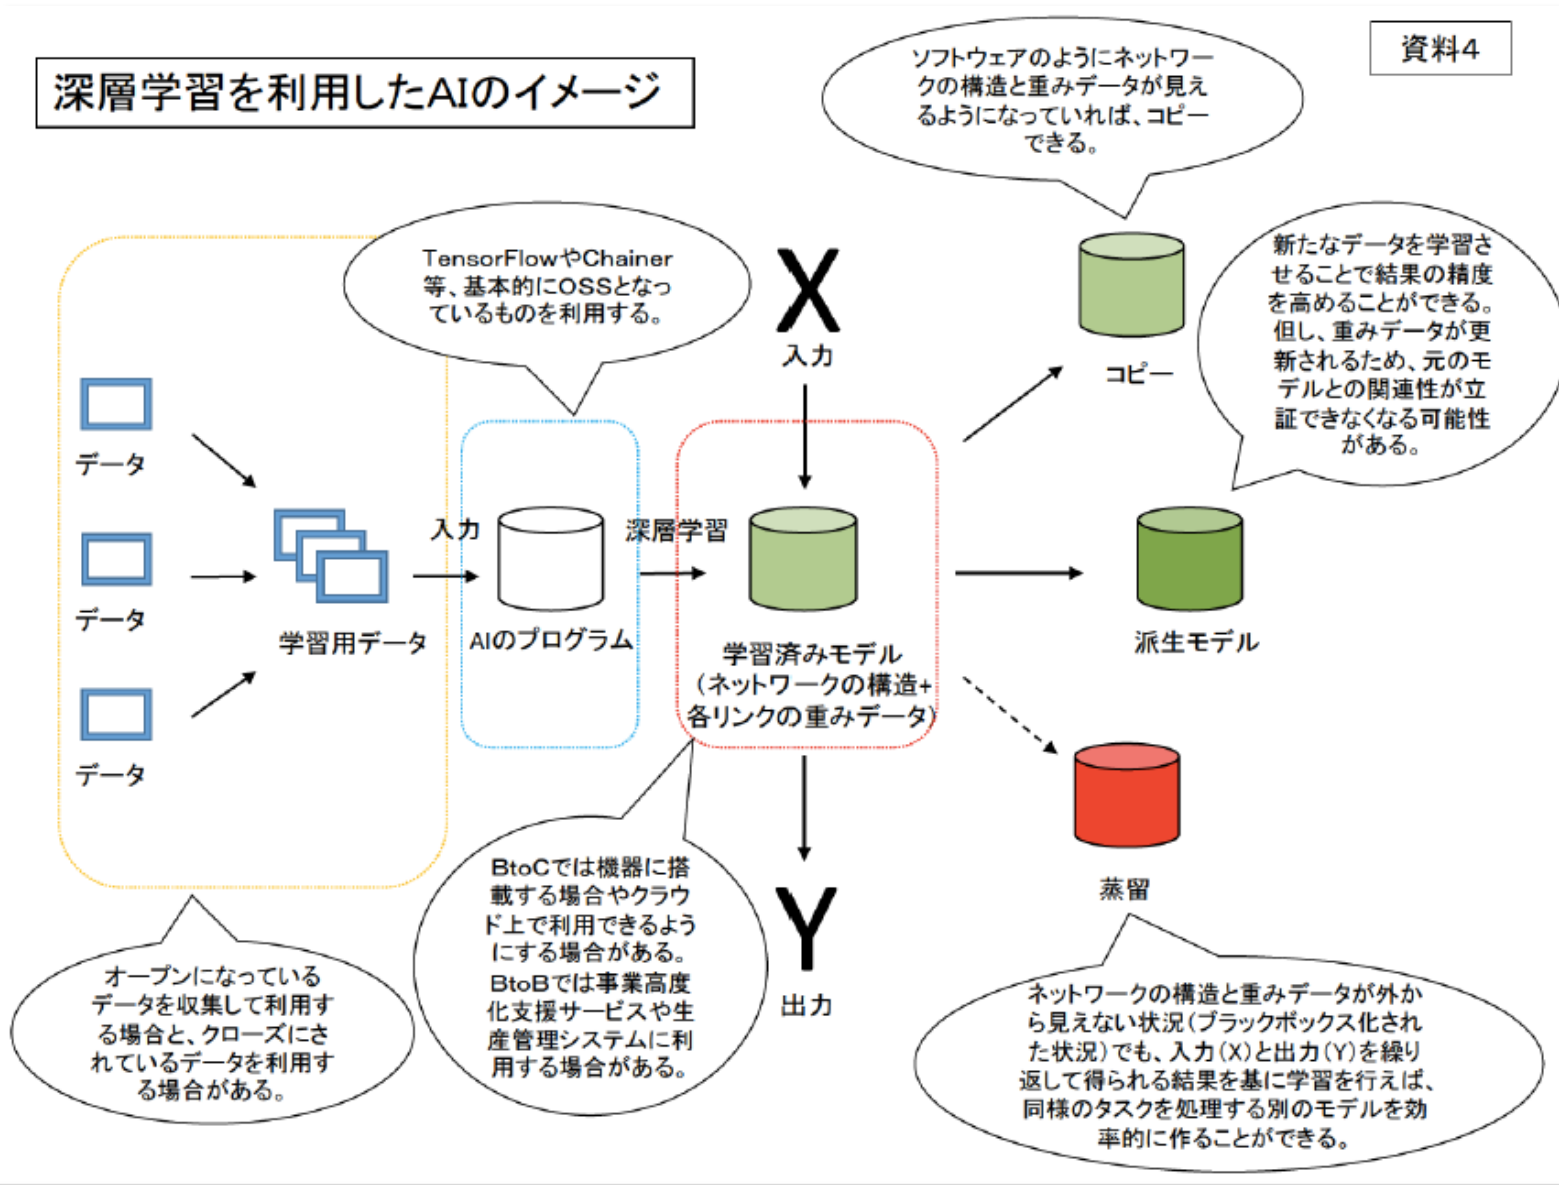 資料4
深層学習を利用したAIのイメージ
ソフトウェアのようにネットワー
クの構造と重みデータが見え
るようになっていれば、コピー
できる。
TensorFlowやChainer
等、基本的にOSSとなっ
ているものを利用する。
X
入力
コピー
新たなデータを学習さ
せることで結果の精度
を高めることができる。
但し、重みデータが更
新されるため、元のモ
デルとの関連性が立
証できなくなる可能性
がある。
データ
データ
データ
学習用データ
入力
AIのプログラム
深層学習
学習済みモデル
(ネットワークの構造+
各リンクの重みデータ)
派生モデル
蒸留
Y
出力
オープンになっている
データを収集して利用す
る場合と、クローズにさ
れているデータを利用す
る場合がある。
BtoCでは機器に搭
載する場合やクラウ
ド上で利用できるよう
にする場合がある。
BtoBでは事業高度
化支援サービスや生
産管理システムに利
用する場合がある。
ネットワークの構造と重みデータが外か
ら見えない状況(ブラックボックス化され
た状況)でも、入力(X)と出力(Y)を繰り
返して得られる結果を基に学習を行えば、
同様のタスクを処理する別のモデルを効
率的に作ることができる。